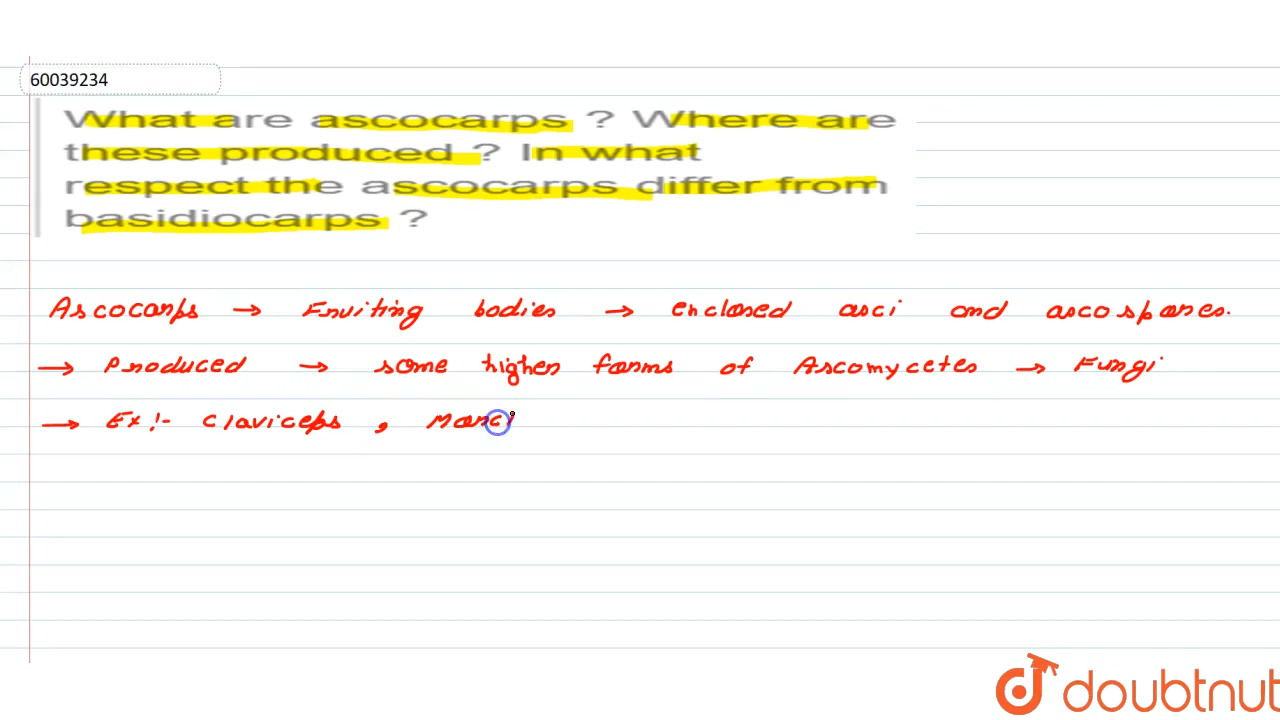 60039234
What are ascocarps ? Where are
these produced ? In what
respect the ascocarps differ from
basidiocarps ?
Ascocarps → Fruiting bodies → enclosed asci and ascospores.
→ Produced → some higher forms of Ascomycetes → Fungi
→ Ex:- Claviceps ,
doubtnut